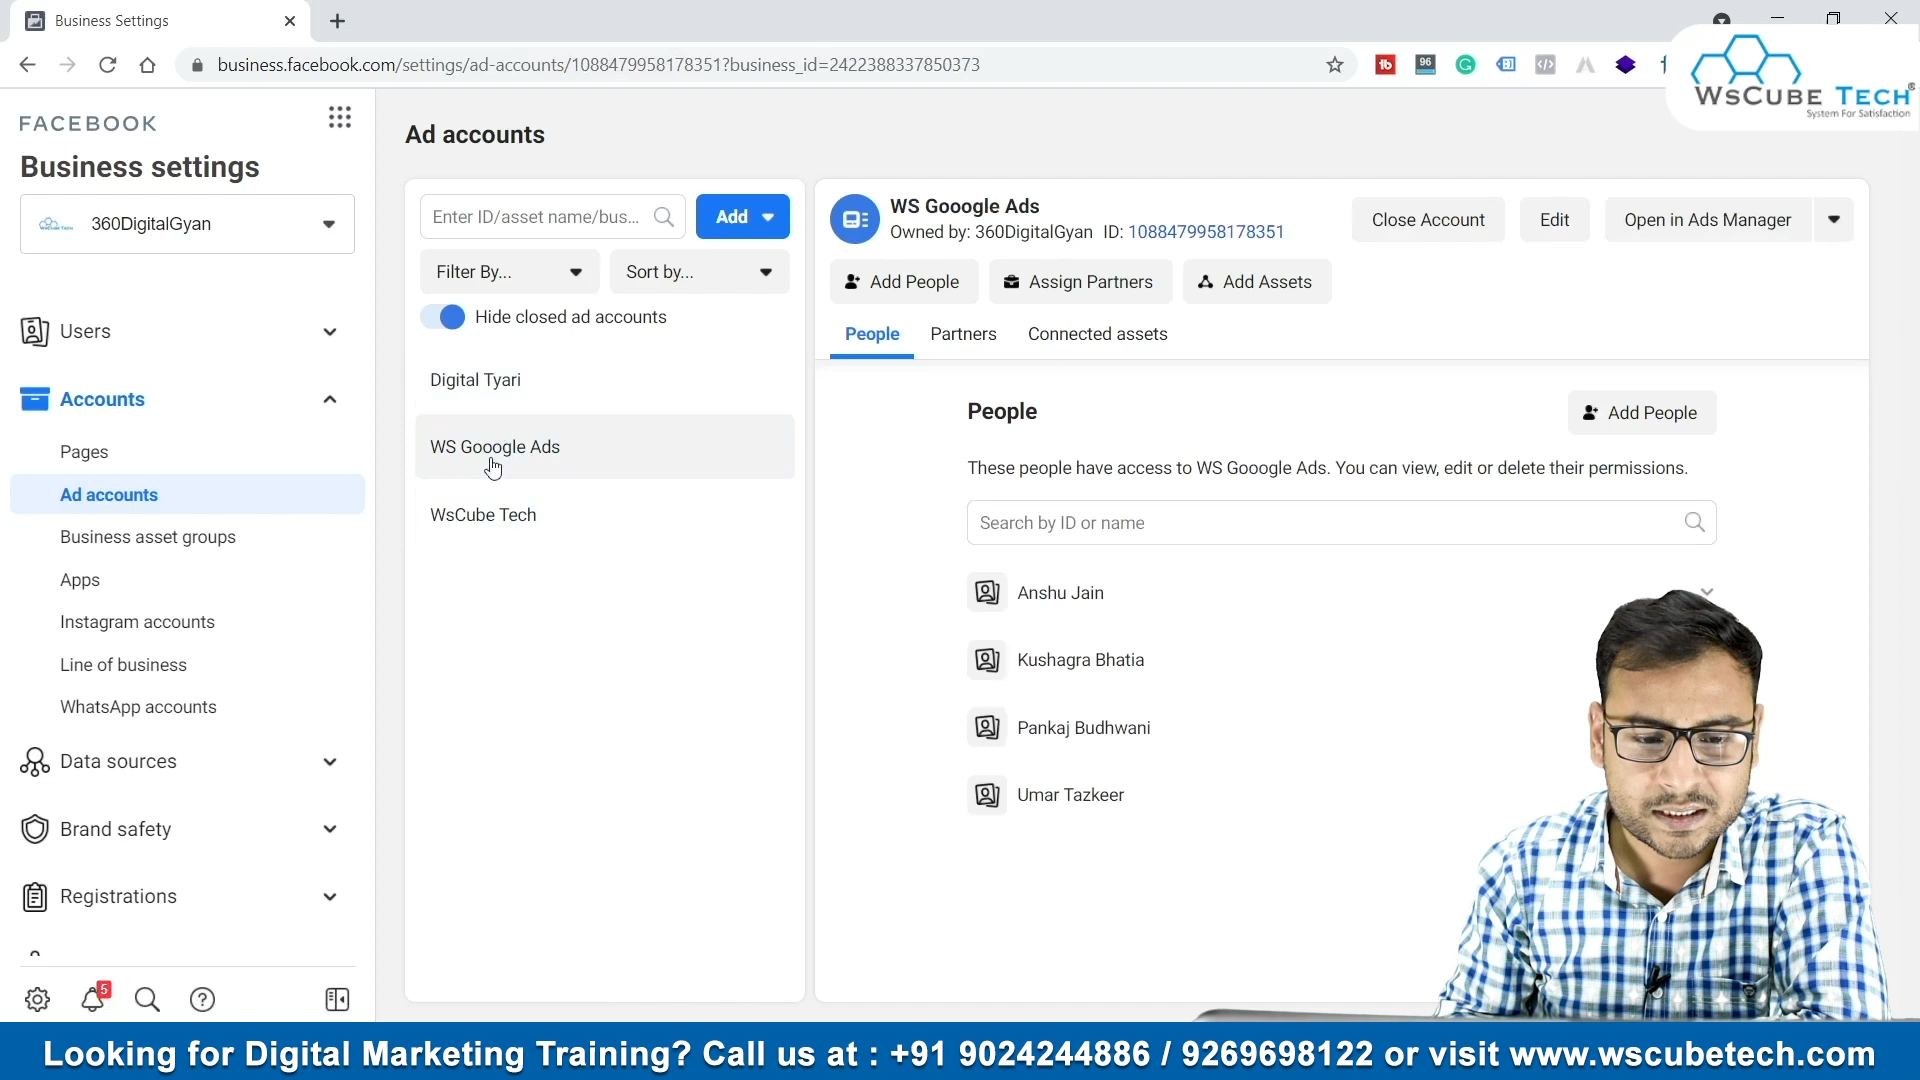 Business Settings
business.facebook.com/settings/ad-accounts/1088479958178351?business_id=2422388337850373
96
WsCube Tech®
System For Satisfaction
FACEBOOK
Business settings
360DigitalGyan
Users
Accounts
Pages
Ad accounts
Business asset groups
Apps
Instagram accounts
Line of business
WhatsApp accounts
Data sources
Brand safety
Registrations
5
Ad accounts
Enter ID/asset name/bus...
Add
Filter By...
Sort by...
Hide closed ad accounts
Digital Tyari
WS Gooogle Ads
WsCube Tech
WS Gooogle Ads
Owned by: 360DigitalGyan ID: 1088479958178351
Close Account
Edit
Open in Ads Manager
Add People
Assign Partners
Add Assets
People
Partners
Connected assets
People
Add People
These people have access to WS Gooogle Ads. You can view, edit or delete their permissions.
Search by ID or name
Anshu Jain
Kushagra Bhatia
Pankaj Budhwani
Umar Tazkeer
Looking for Digital Marketing Training? Call us at : +91 9024244886 / 9269698122 or visit www.wscubetech.com